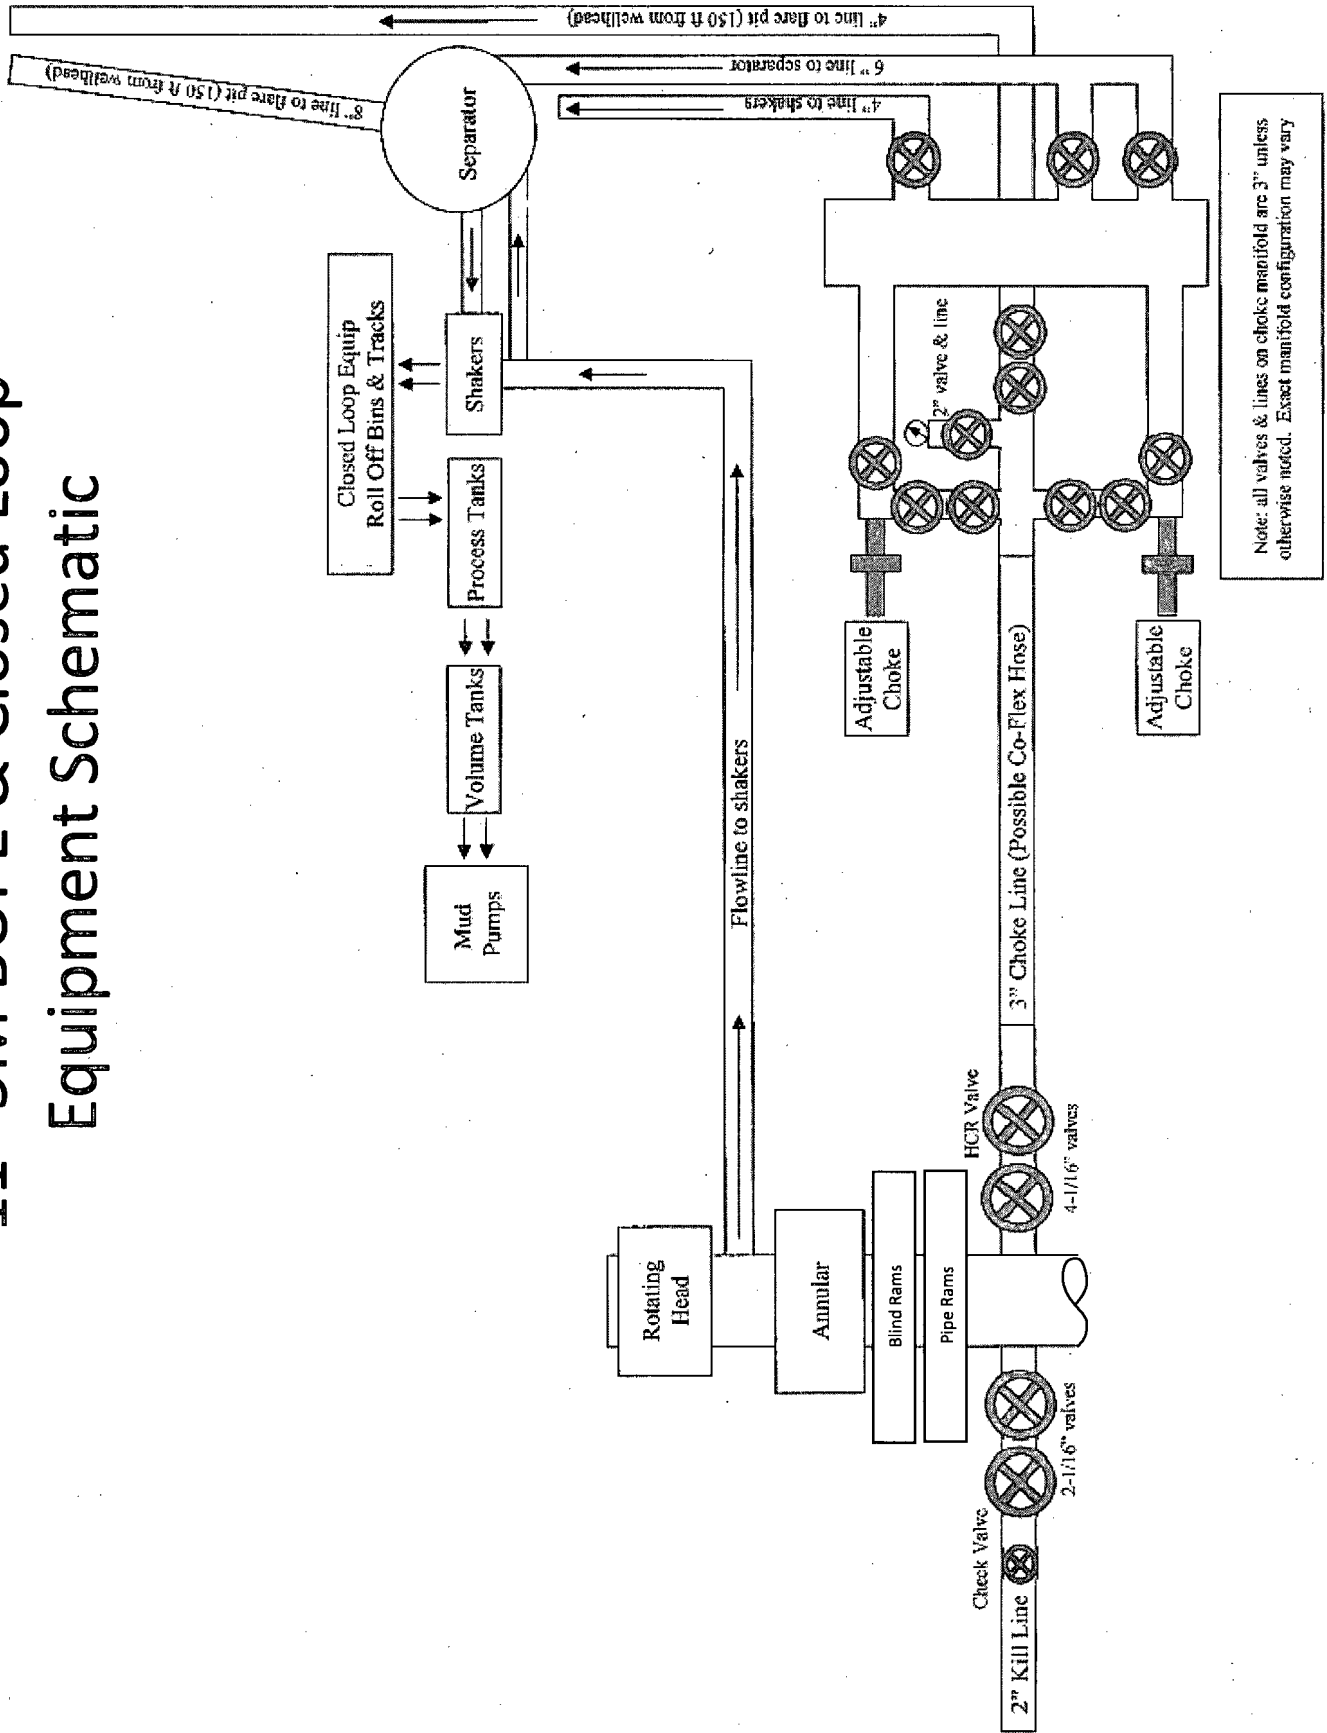 Equipment Schematic
8" line to flare pit (150 ft from wellhead)
4" line to flare pit (150 ft from wellhead)
6" line to separator
4" line to shakers
Separator
Closed Loop Equip
Roll Off Bins & Tracks
Shakers
Process Tanks
Volume Tanks
Mud
Pumps
Flowline to shakers
Rotating
Head
Annular
Blind Rams
Pipe Rams
2" valve & line
Adjustable
Choke
3" Choke Line (Possible Co-Flex Hose)
HCR Valve
4-1/16" valves
2-1/16" valves
Check Valve
2" Kill Line
Adjustable
Choke
Note: all valves & lines on choke manifold are 3" unless
otherwise noted. Exact manifold configuration may vary